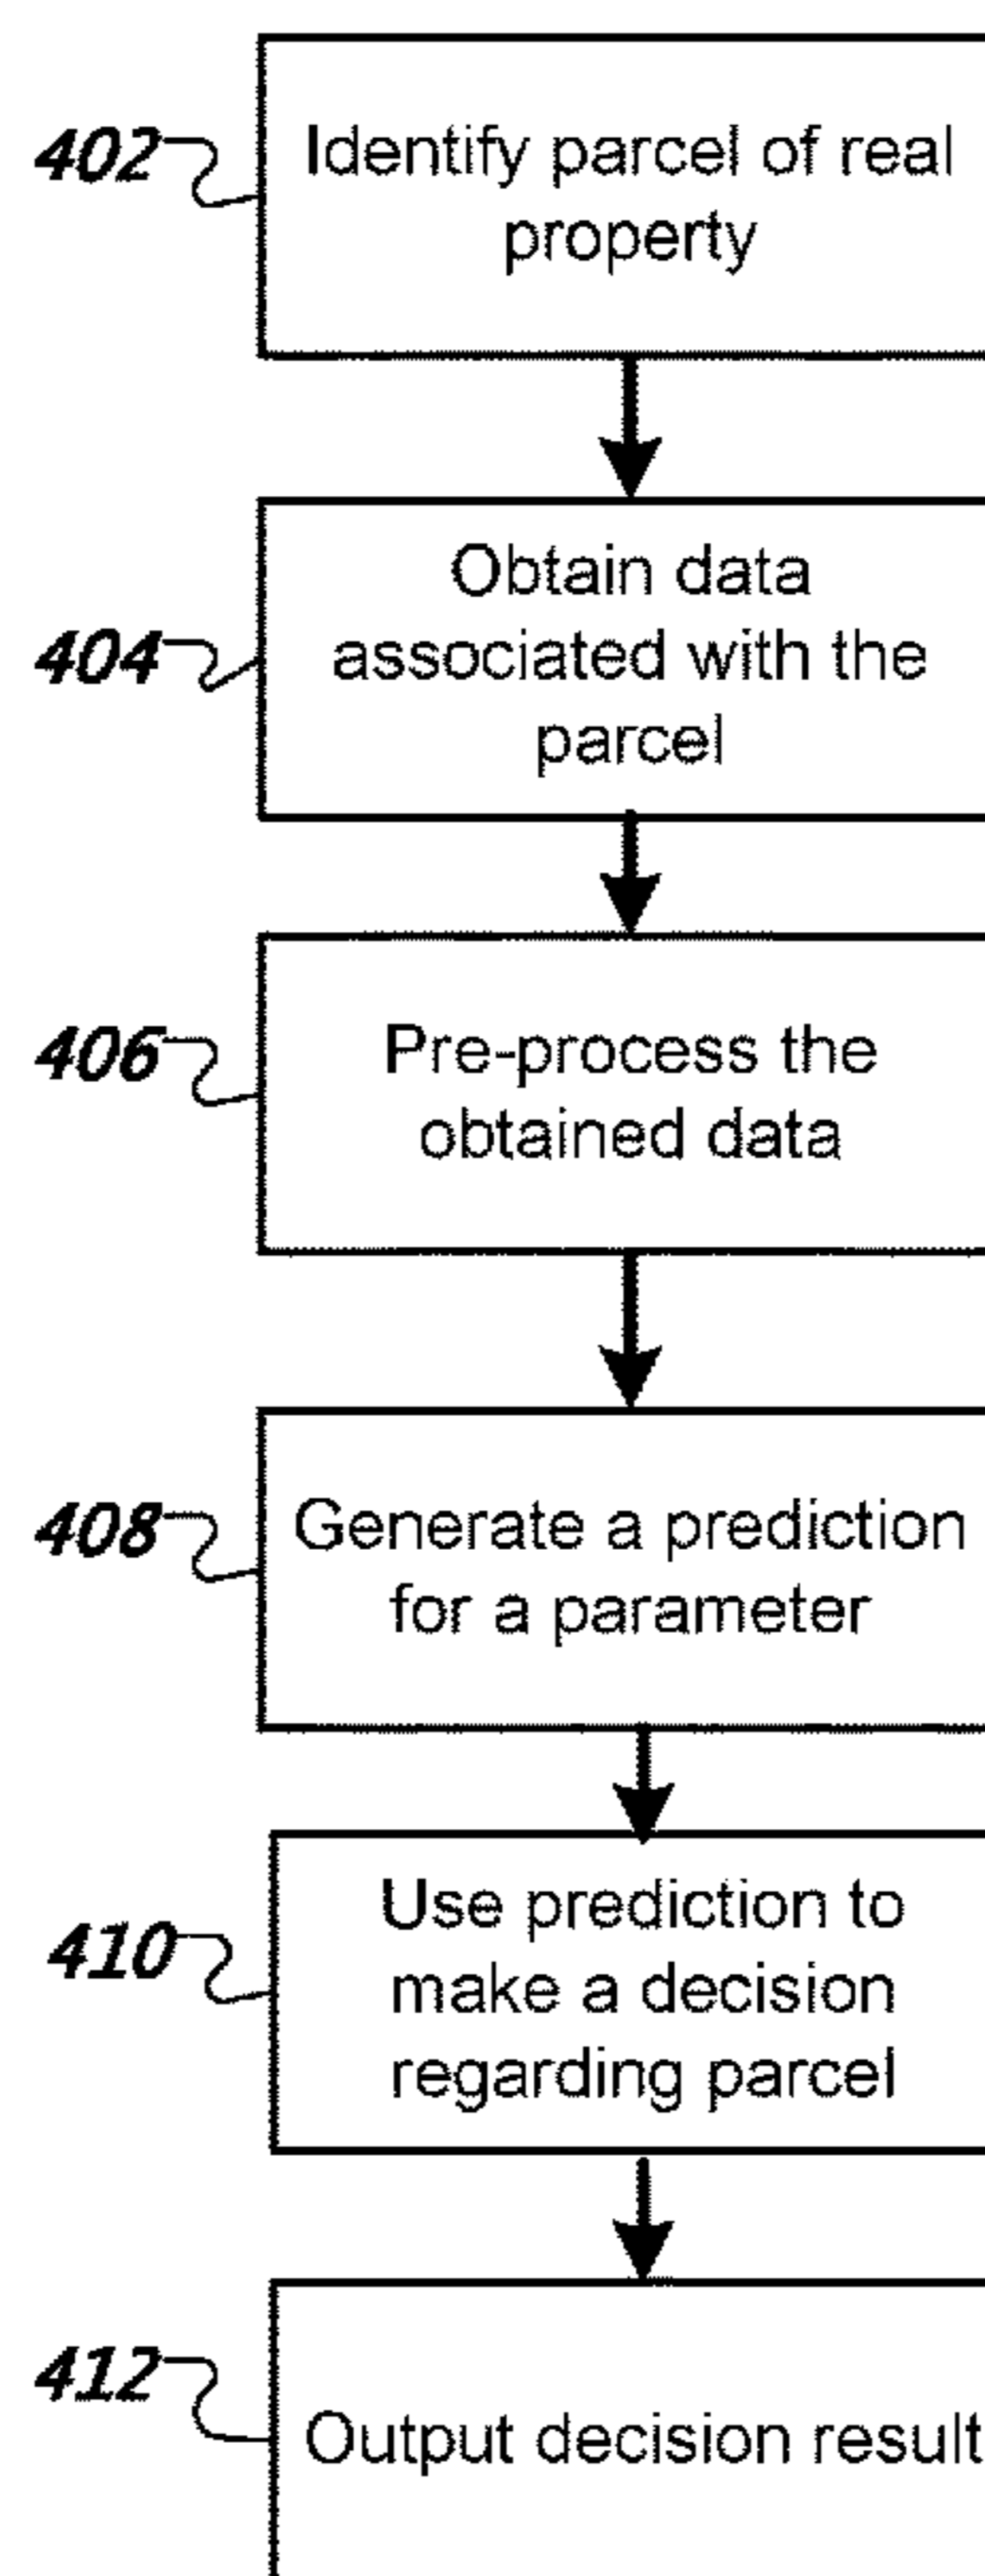 402
Identify parcel of real
property
404
Obtain data
associated with the
parcel
406
Pre-process the
obtained data
408
Generate a prediction
for a parameter
410
Use prediction to
make a decision
regarding parcel
412
Output decision result